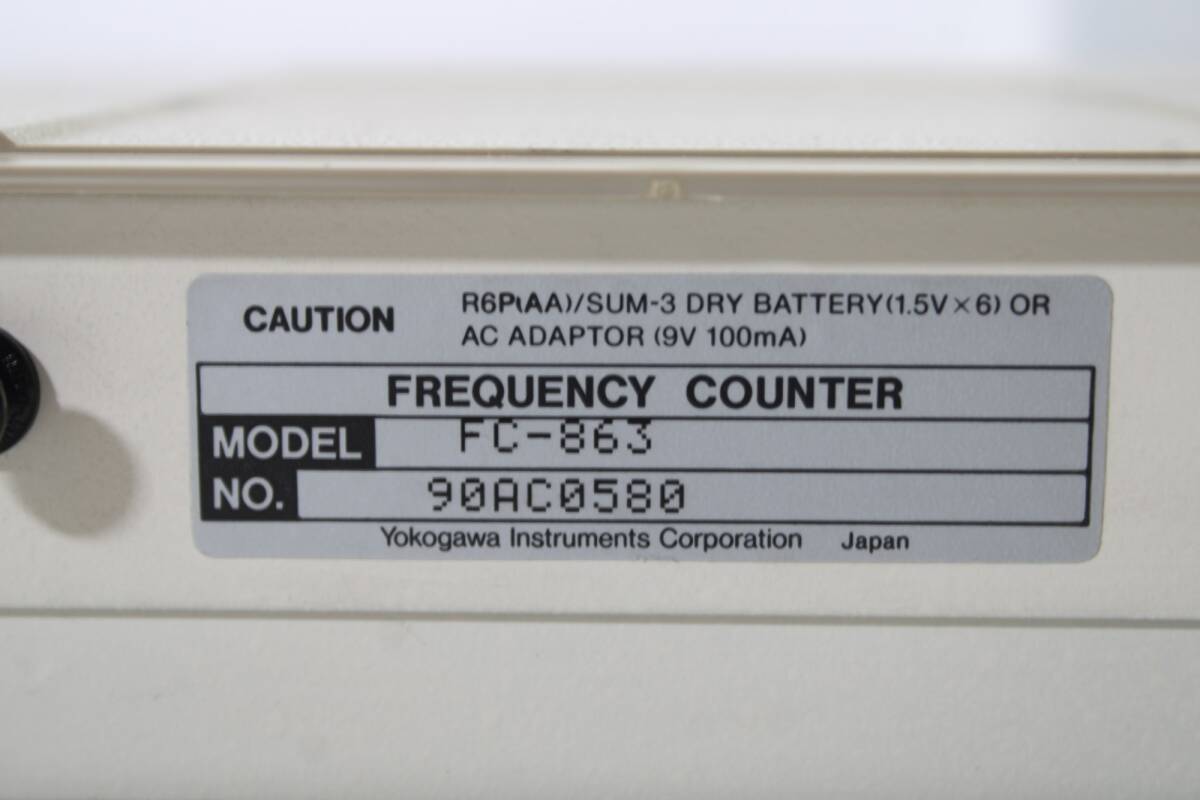 CAUTION
R6P(AA)/SUM-3 DRY BATTERY(1.5V×6) OR
AC ADAPTOR (9V 100mA)
FREQUENCY COUNTER
MODEL FC-863
NO. 90AC0580
Yokogawa Instruments Corporation Japan